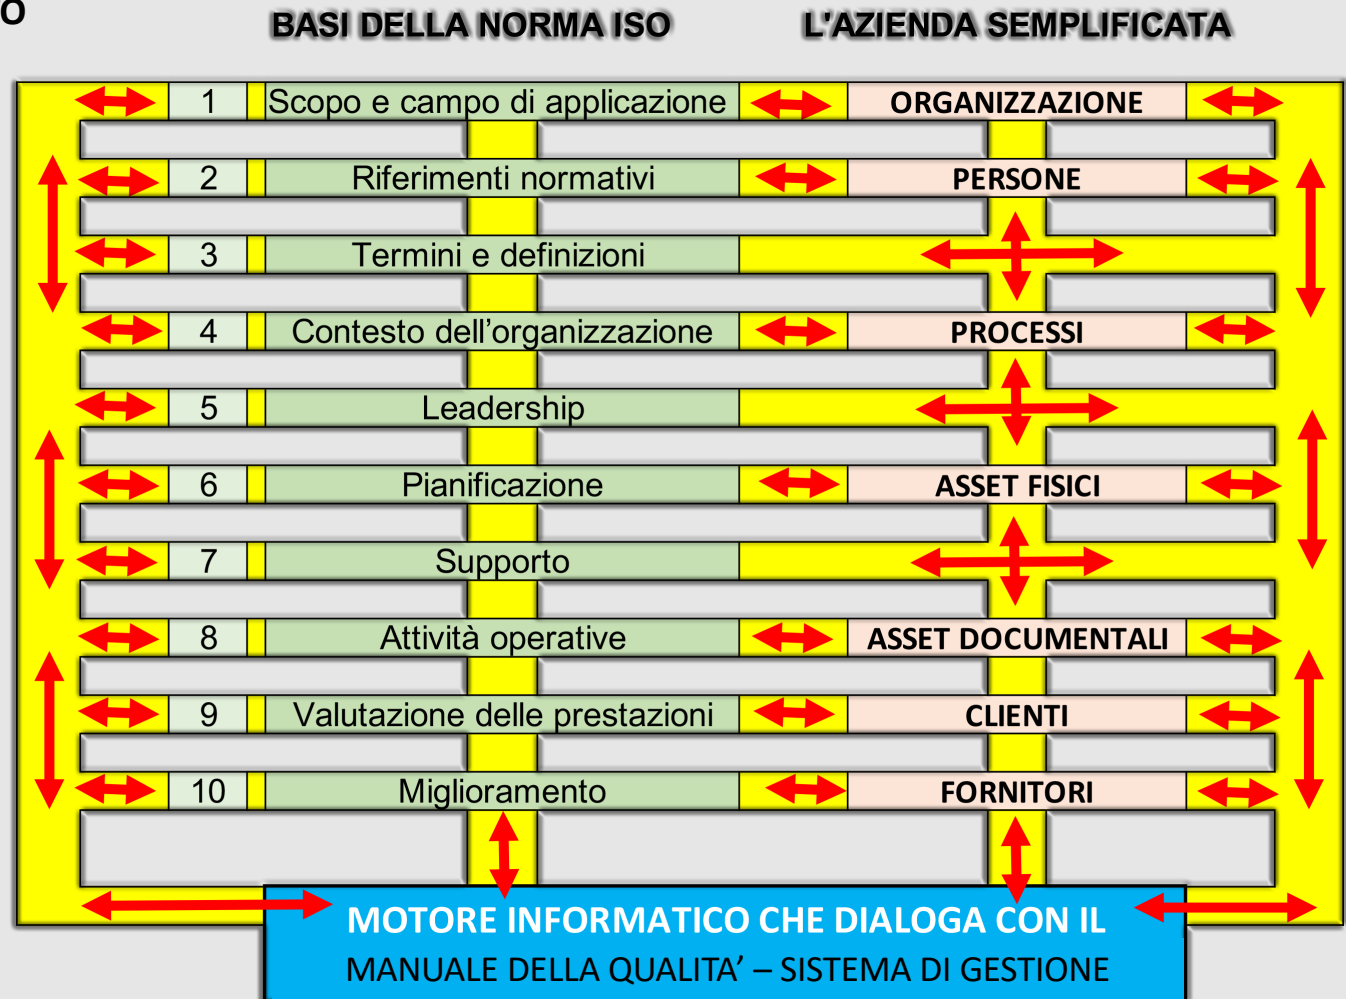 O
BASI DELLA NORMA ISO L'AZIENDA SEMPLIFICATA
1 Scopo e campo di applicazione ORGANIZZAZIONE
2 Riferimenti normativi PERSONE
3 Termini e definizioni
4 Contesto dell’organizzazione PROCESSI
5 Leadership
6 Pianificazione ASSET FISICI
7 Supporto
8 Attività operative ASSET DOCUMENTALI
9 Valutazione delle prestazioni CLIENTI
10 Miglioramento FORNITORI
MOTORE INFORMATICO CHE DIALOGA CON IL
MANUALE DELLA QUALITA’ – SISTEMA DI GESTIONE